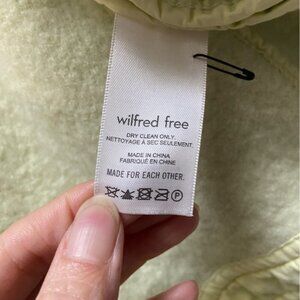 wilfred free
DRY CLEAN ONLY.
NETTOYAGE À SEC SEULEMENT.
MADE IN CHINA
FABRIQUÉ EN CHINE
MADE FOR EACH OTHER.
P